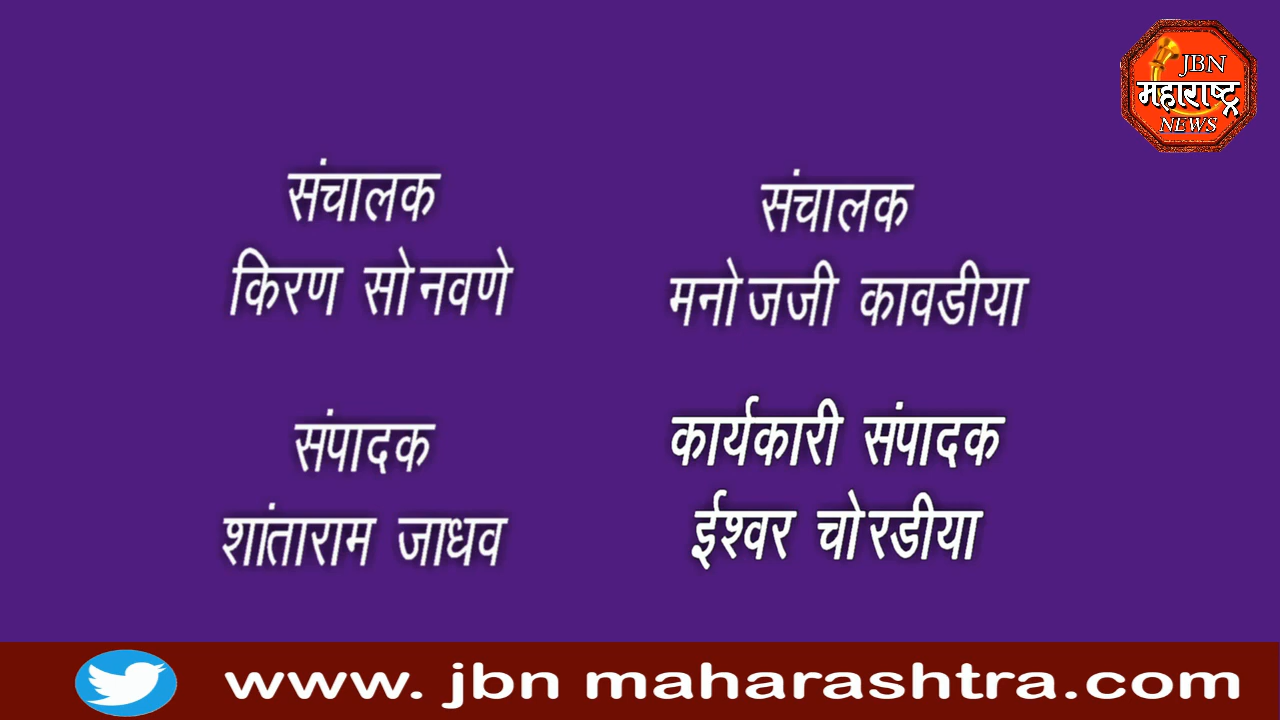 JBN
महाराष्ट्र
NEWS
संचालक
किरण सोनवणे
संचालक
मनोजजी कावडीया
संपादक
शांताराम जाधव
कार्यकारी संपादक
ईश्वर चोरडीया
www. jbn maharashtra.com